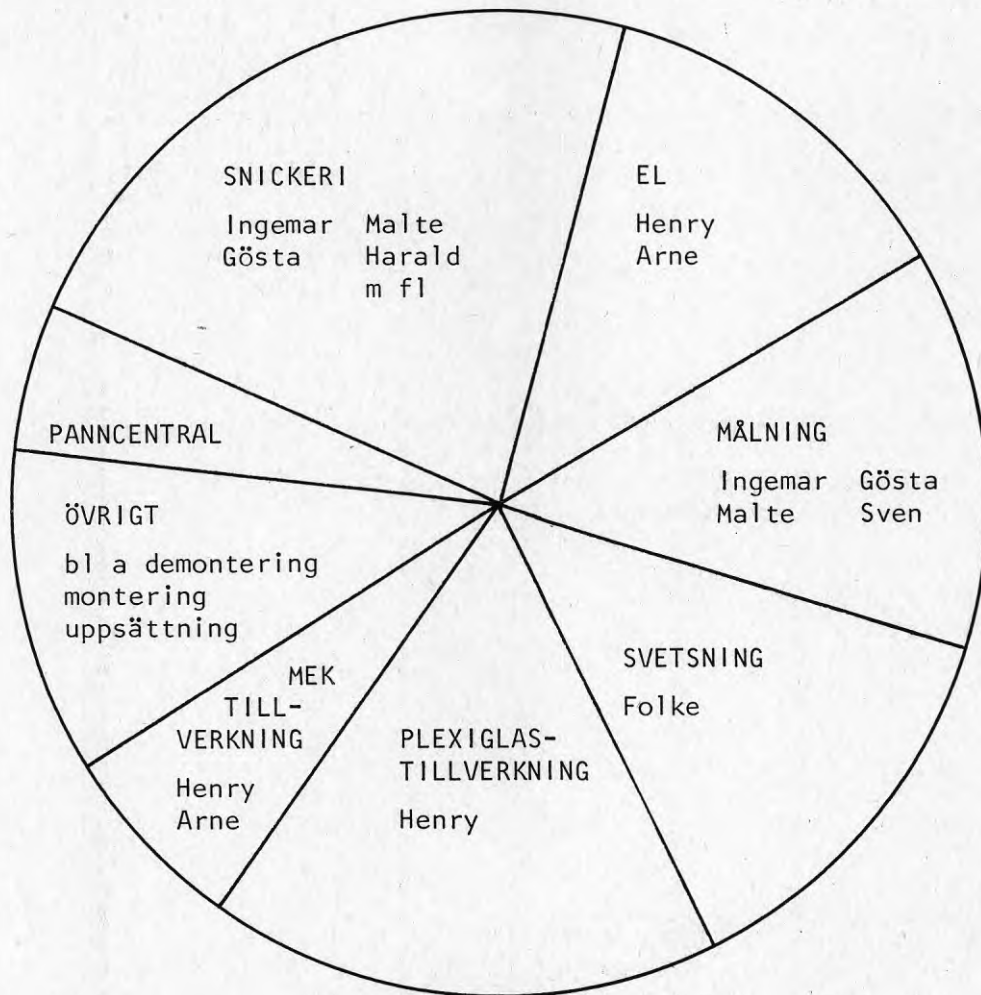 SNICKERI
Ingemar Malte
Gösta Harald
m fl
EL
Henry
Arne
MÅLNING
Ingemar Gösta
Malte Sven
SVETSNING
Folke
PLEXIGLAS-
TILLVERKNING
Henry
MEK
TILL-
VERKNING
Henry
Arne
ÖVRIGT
bl a demontering
montering
uppsättning
PANNCENTRAL